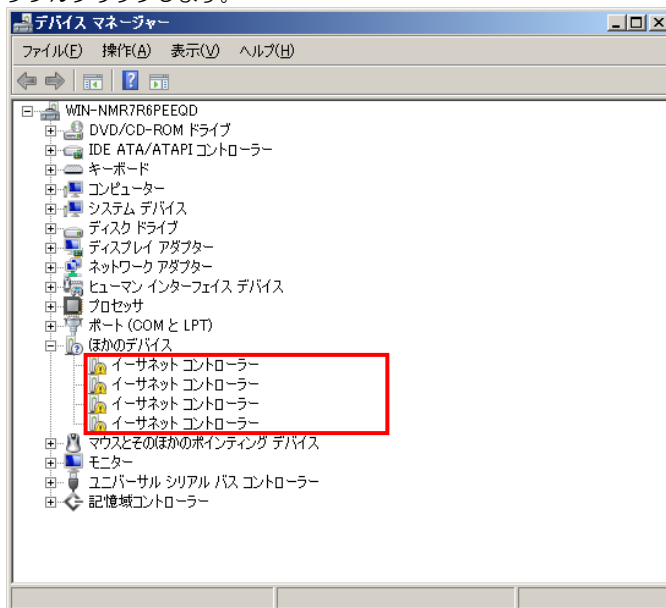 ダブルクリックします。
デバイス マネージャー
ファイル(F) 操作(A) 表示(V) ヘルプ(H)
WIN-NMR7R6PEEQD
DVD/CD-ROM ドライブ
IDE ATA/ATAPI コントローラー
キーボード
コンピューター
システム デバイス
ディスク ドライブ
ディスプレイ アダプター
ネットワーク アダプター
ヒューマン インターフェイス デバイス
プロセッサ
ポート (COM と LPT)
ほかのデバイス
イーサネット コントローラー
イーサネット コントローラー
イーサネット コントローラー
イーサネット コントローラー
マウスとそのほかのポインティング デバイス
モニター
ユニバーサル シリアル バス コントローラー
記憶域コントローラー